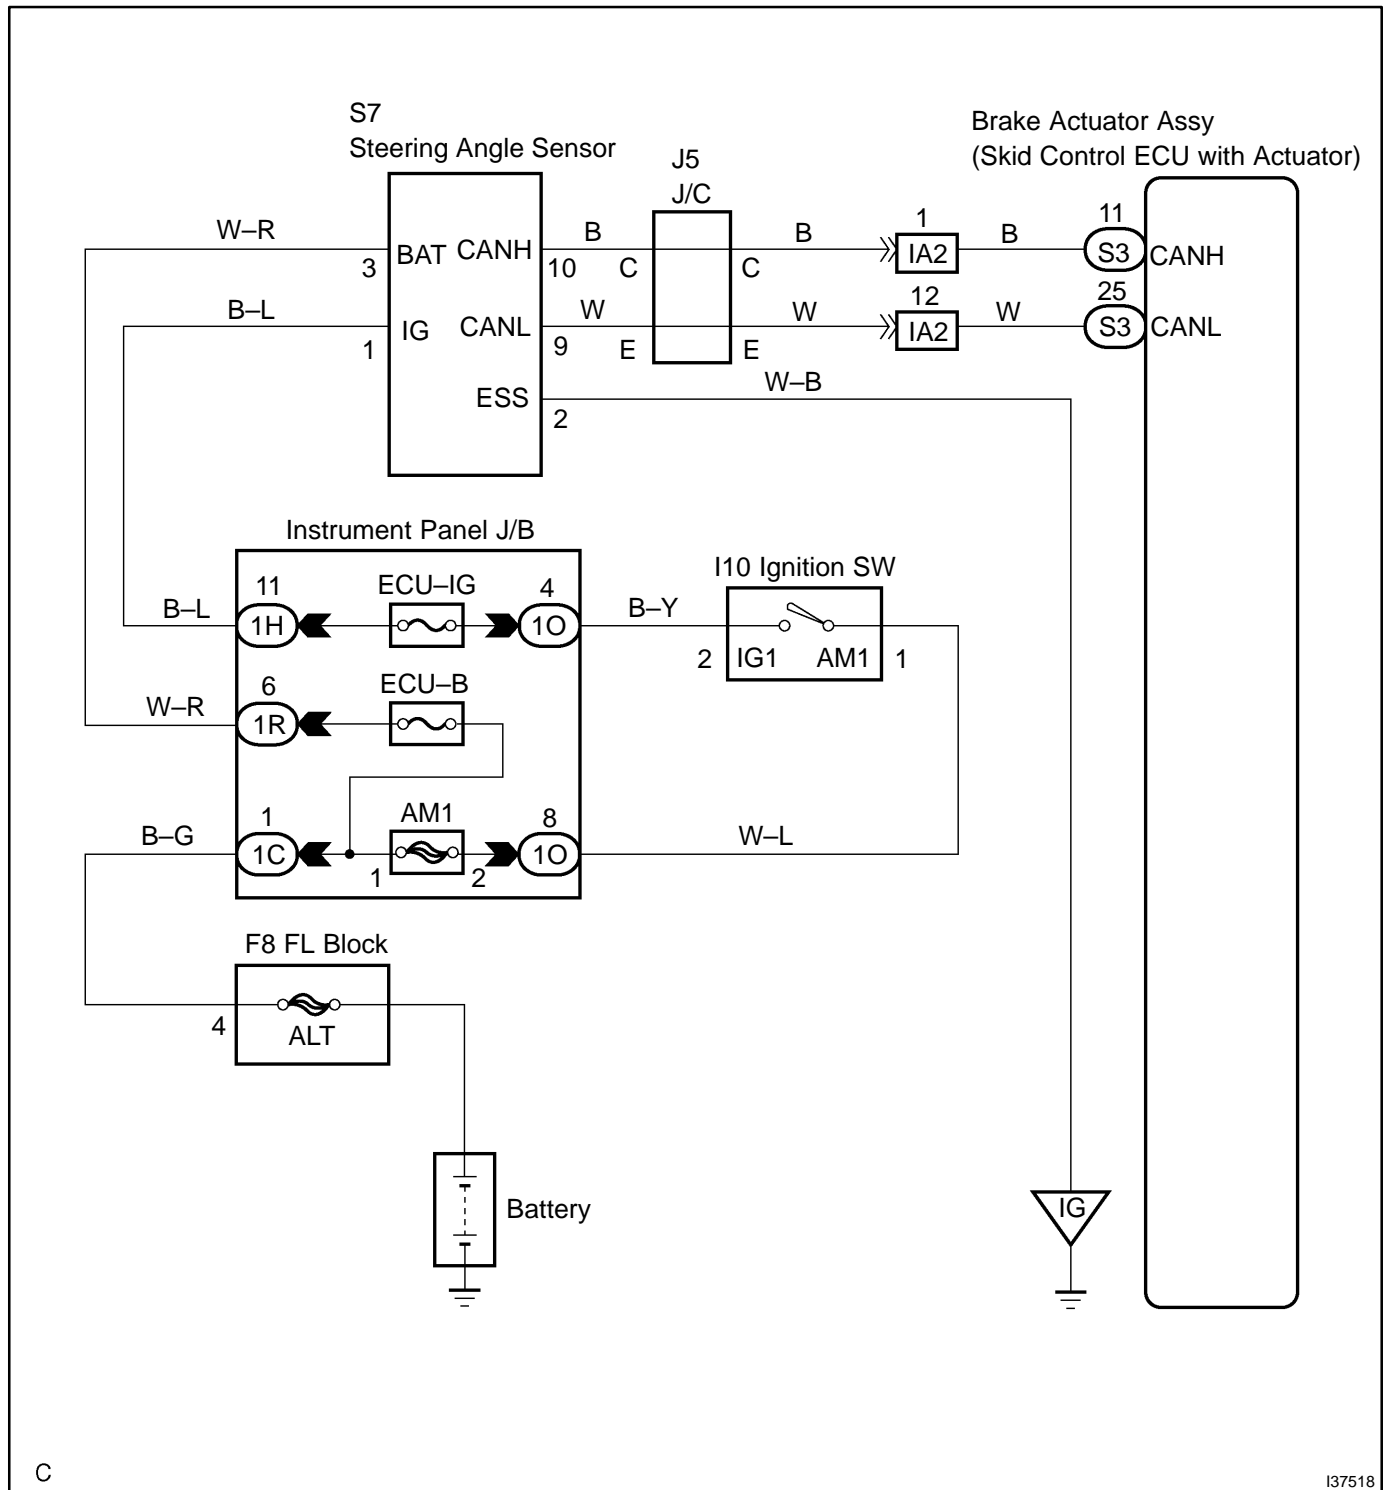 S7
Steering Angle Sensor
J5
J/C
Brake Actuator Assy
(Skid Control ECU with Actuator)
W–R
3
BAT
CANH
10
B
C
C
B
1
IA2
B
11
S3
CANH
B–L
1
IG
CANL
9
W
E
E
W
12
IA2
W
25
S3
CANL
ESS
2
W–B
Instrument Panel J/B
I10 Ignition SW
B–L
11
1H
ECU–IG
4
1O
B–Y
2
IG1
AM1
1
W–R
6
1R
ECU–B
B–G
1
1C
AM1
1
2
8
1O
W–L
F8 FL Block
4
ALT
Battery
IG
C
I37518